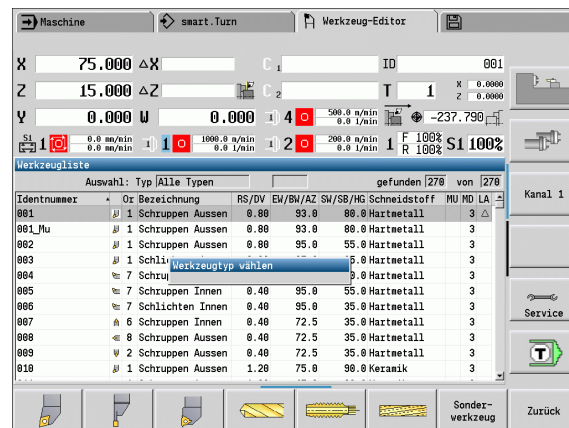 Maschine smart.Turn Werkzeug-Editor
X 75.000 △X C 1 ID 001
Z 15.000 △Z C 2 T 1 X 0.0000 Z 0.0000
Y 0.000 W 0.000 4 500.0 m/min 0.0 1/min -237.790
S1 1 0.0 mm/min 0.0 m/min 1 1000.0 m/min 0.0 1/min 2 200.0 m/min 0.0 1/min 1 F 100% R 100% S1 100%
Kanal 1
Service
Werkzeugliste
Auswahl: Typ Alle Typen gefunden 278 von 278
Identnummer Or Bezeichnung RS/DV EW/BW/AZ SW/SB/HG Schneidstoff MU MD LA
001 1 Schruppen Aussen 0.80 93.0 80.0 Hartmetall 3
001_Mu 1 Schruppen Aussen 0.80 93.0 80.0 Hartmetall 3
002 1 Schruppen Aussen 0.80 95.0 55.0 Hartmetall 3
003 1 Schli 5.0 Hartmetall 3
004 7 Schru .0 Hartmetall 3
Werkzeugtyp wählen
005 7 Schruppen Innen 0.40 95.0 55.0 Hartmetall 3
006 7 Schlichten Innen 0.40 95.0 35.0 Hartmetall 3
007 6 Schruppen Innen 0.40 72.5 35.0 Hartmetall 3
008 8 Schruppen Aussen 0.40 72.5 35.0 Hartmetall 3
009 2 Schruppen Aussen 0.40 72.5 35.0 Hartmetall 3
010 1 Schruppen Aussen 1.20 75.0 90.0 Keramik 3
Sonder-
werkzeug
Zurück